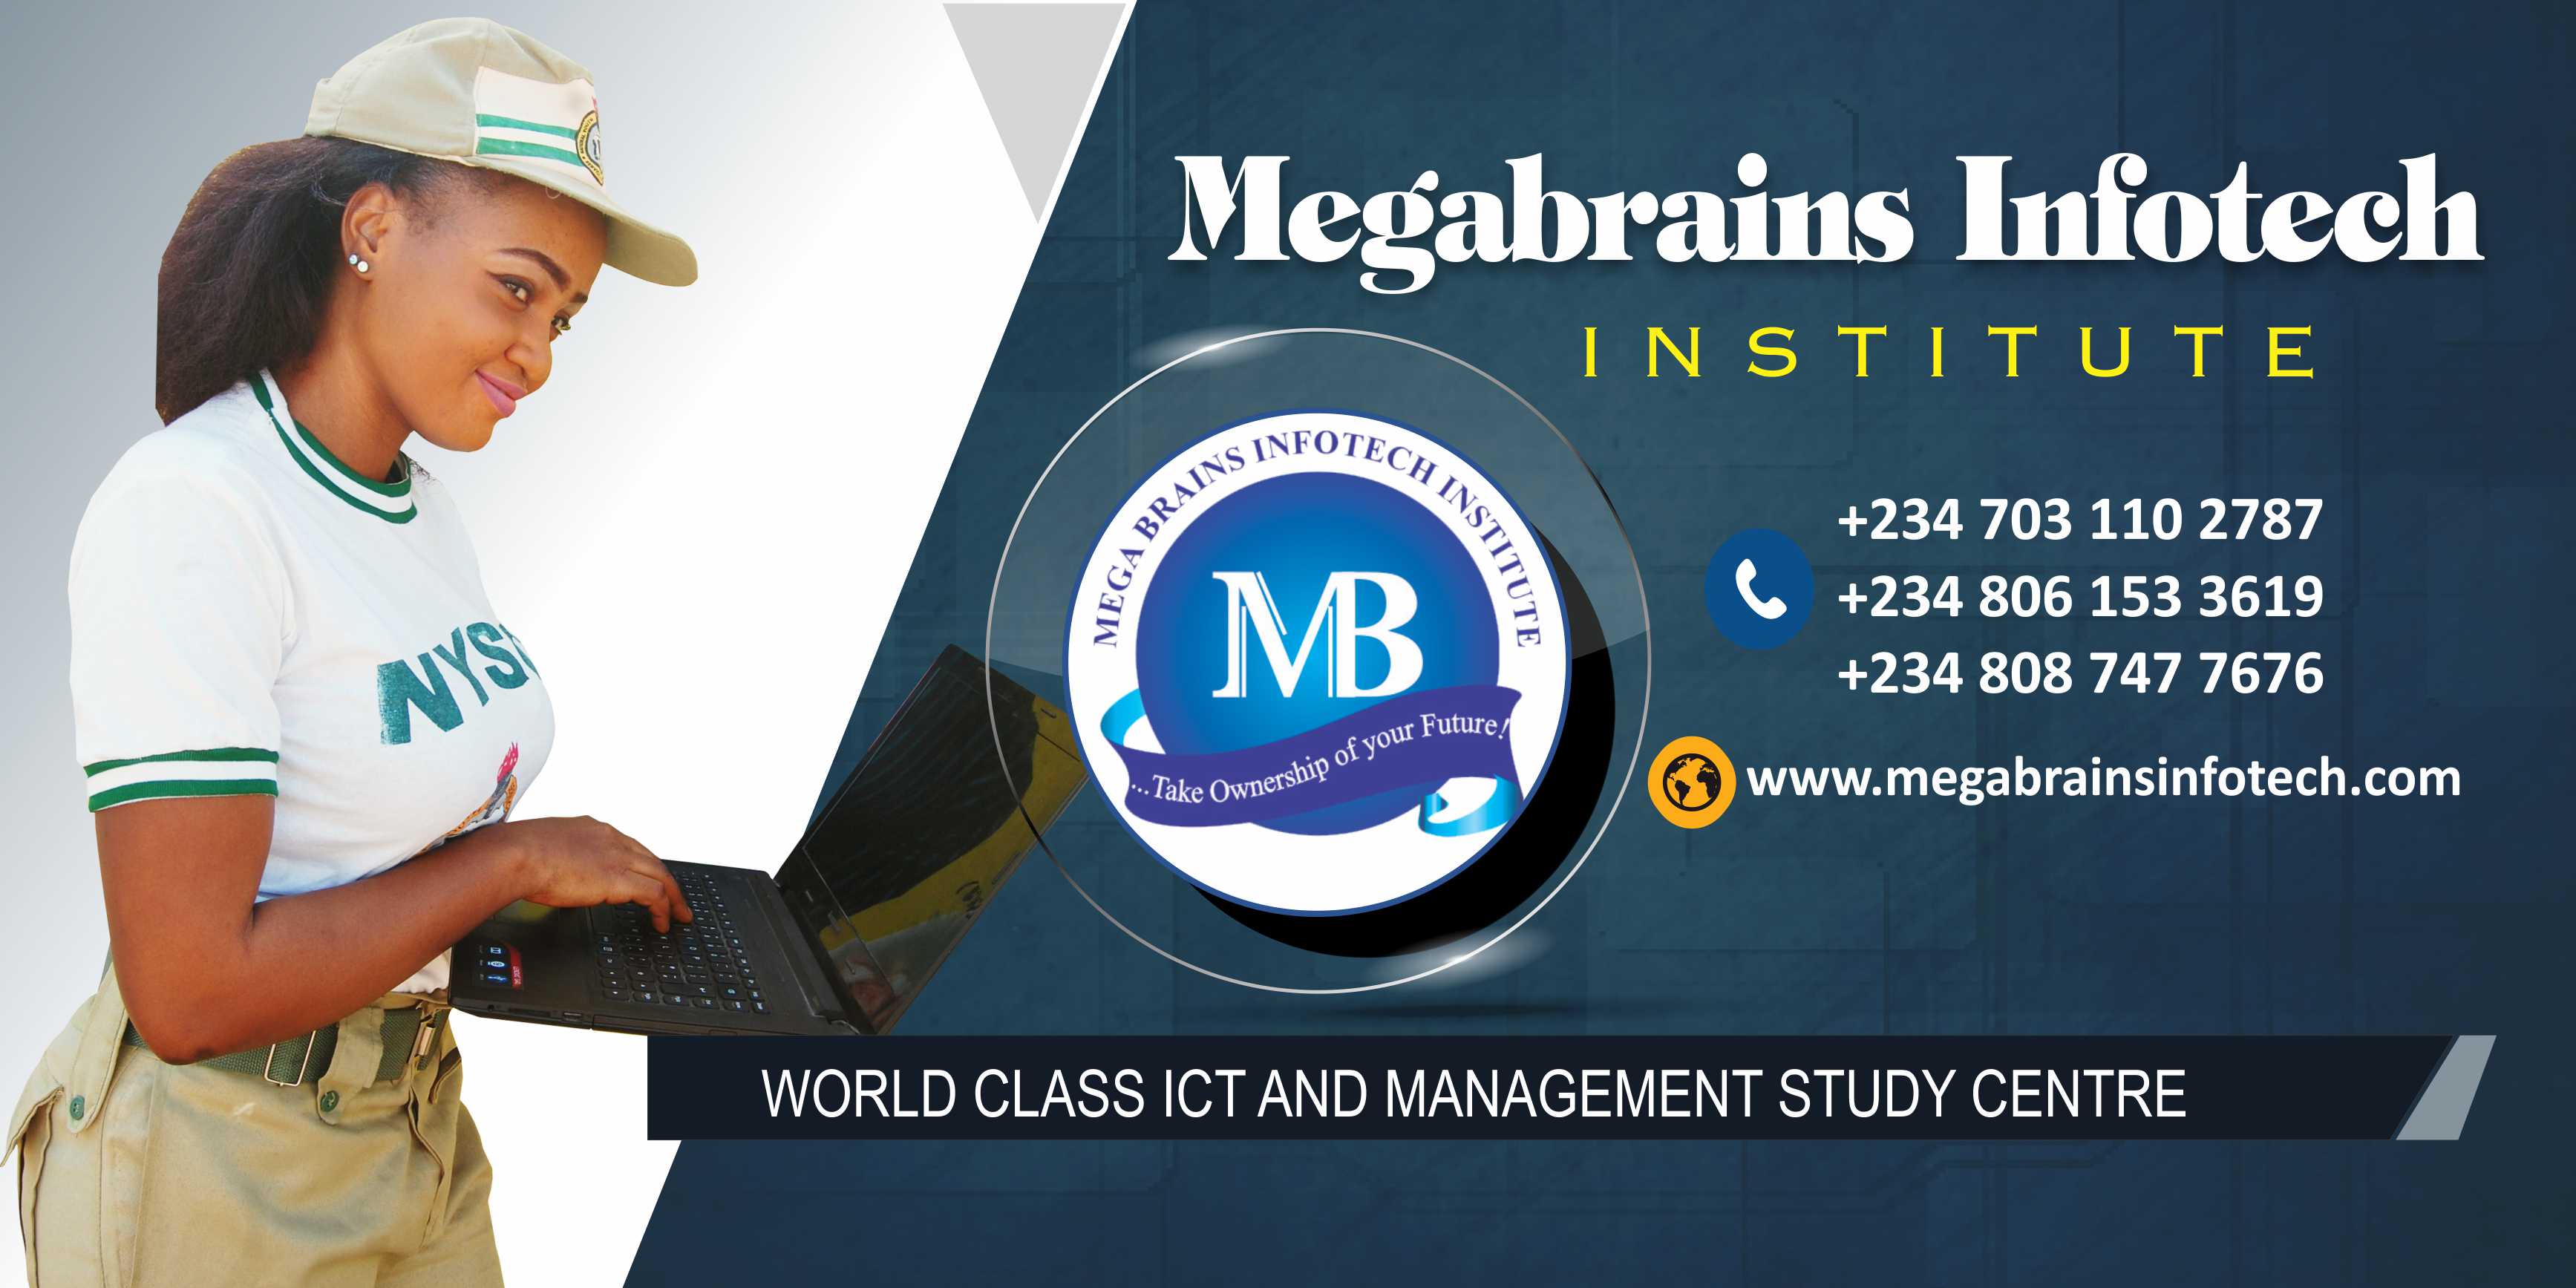 Megabrains Infotech
INSTITUTE
MEGA BRAINS INFOTECH INSTITUTE
MB
...Take Ownership of your Future!
+234 703 110 2787
+234 806 153 3619
+234 808 747 7676
www.megabrainsinfotech.com
NYS
WORLD CLASS ICT AND MANAGEMENT STUDY CENTRE